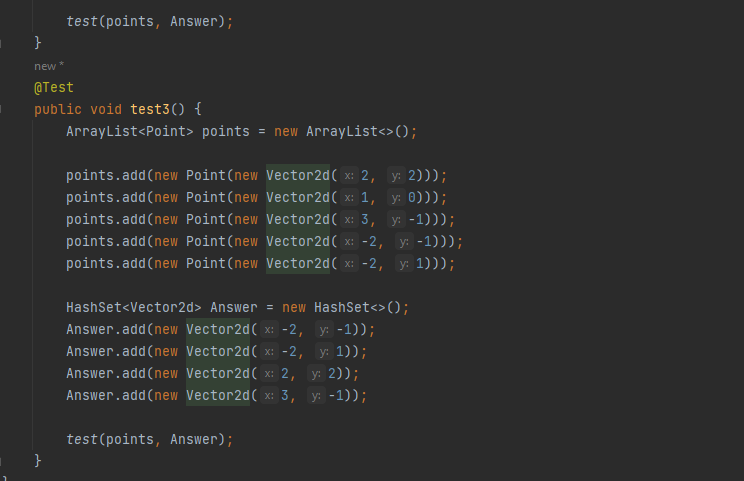 test(points, Answer);
}
new *
@Test
public void test3() {
ArrayList<Point> points = new ArrayList<>();
points.add(new Point(new Vector2d( x: 2, y: 2)));
points.add(new Point(new Vector2d( x: 1, y: 0)));
points.add(new Point(new Vector2d( x: 3, y: -1)));
points.add(new Point(new Vector2d( x: -2, y: -1)));
points.add(new Point(new Vector2d( x: -2, y: 1)));
HashSet<Vector2d> Answer = new HashSet<>();
Answer.add(new Vector2d( x: -2, y: -1));
Answer.add(new Vector2d( x: -2, y: 1));
Answer.add(new Vector2d( x: 2, y: 2));
Answer.add(new Vector2d( x: 3, y: -1));
test(points, Answer);
}
}